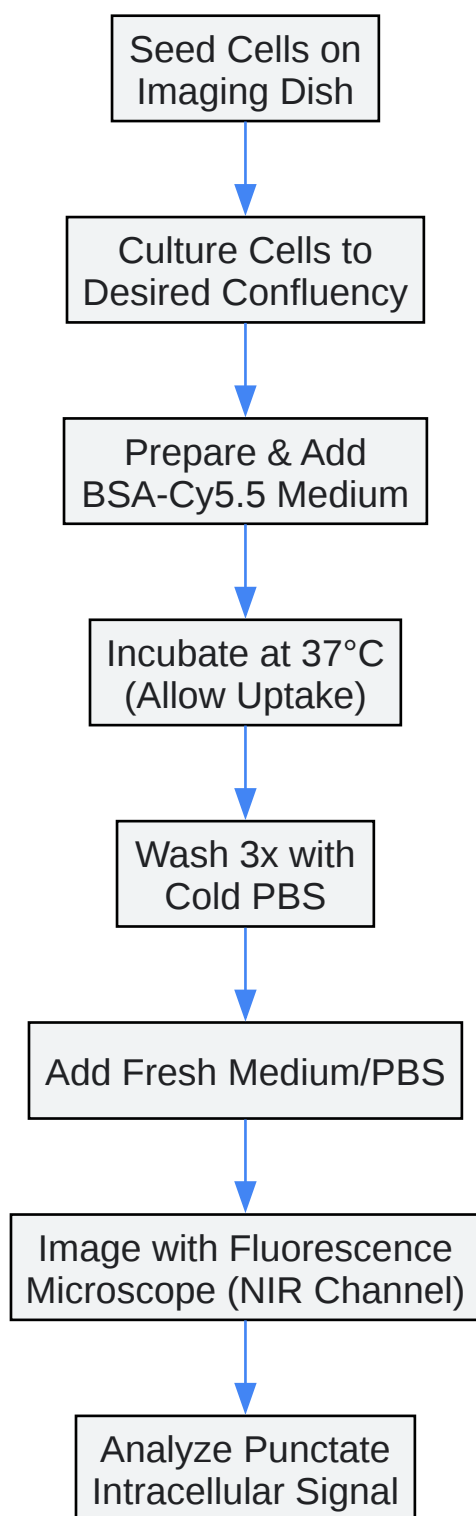 Seed Cells on
Imaging Dish
Culture Cells to
Desired Confluency
Prepare & Add
BSA-Cy5.5 Medium
Incubate at 37°C
(Allow Uptake)
Wash 3x with
Cold PBS
Add Fresh Medium/PBS
Image with Fluorescence
Microscope (NIR Channel)
Analyze Punctate
Intracellular Signal